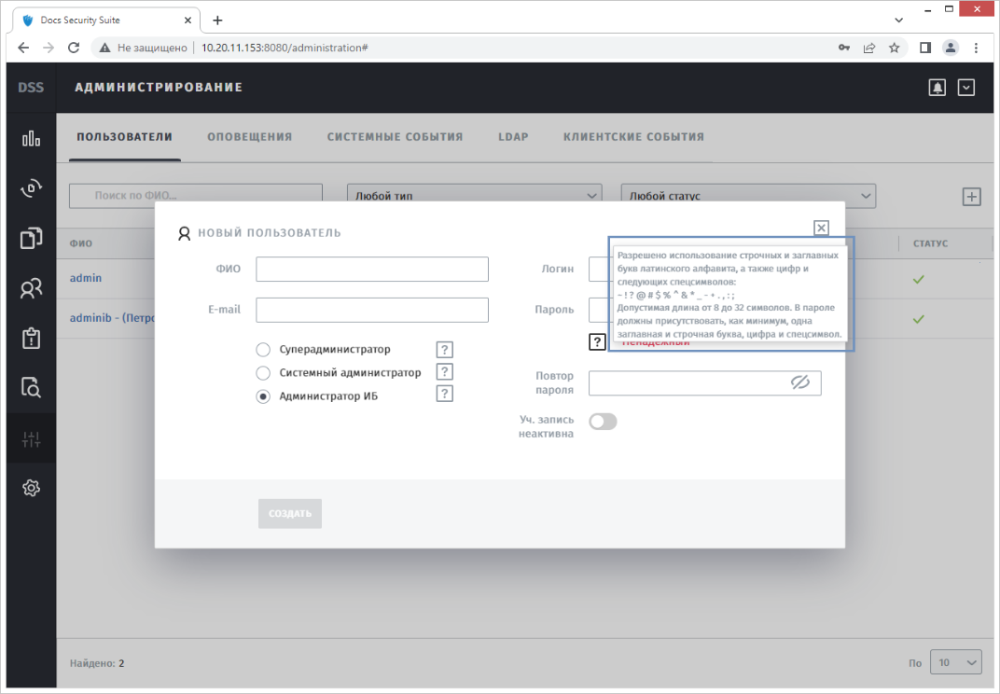 Docs Security Suite
Не защищено
10.20.11.153:8080/administration#
DSS
АДМИНИСТРИРОВАНИЕ
ПОЛЬЗОВАТЕЛИ
ОПОВЕЩЕНИЯ
СИСТЕМНЫЕ СОБЫТИЯ
LDAP
КЛИЕНТСКИЕ СОБЫТИЯ
Поиск по ФИО...
Любой тип
Любой статус
ФИО
СТАТУС
admin
adminib - (Петро
НОВЫЙ ПОЛЬЗОВАТЕЛЬ
ФИО
E-mail
Суперадминистратор ?
Системный администратор ?
Администратор ИБ ?
Логин
Пароль
Разрешено использование строчных и заглавных
букв латинского алфавита, а также цифр и
следующих спецсимволов:
~ ! ? @ # $ % ^ & * _ - + . , : ;
Допустимая длина от 8 до 32 символов. В пароле
должны присутствовать, как минимум, одна
заглавная и строчная буква, цифра и спецсимвол.
? Ненадежный
Повтор
пароля
Уч. запись
неактивна
СОЗДАТЬ
Найдено: 2
По
10